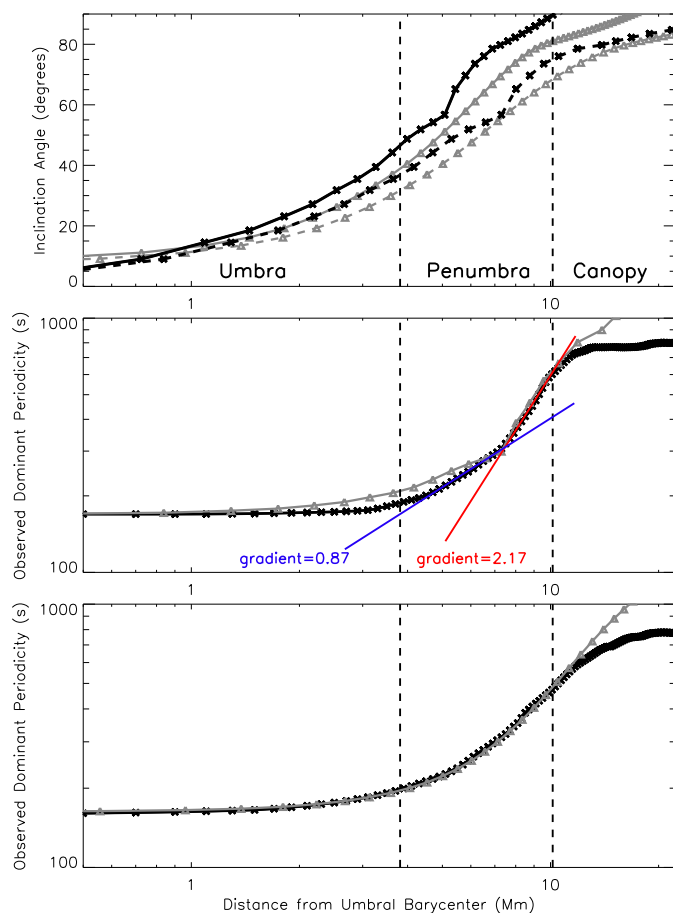 80
60
40
20
0
Inclination Angle (degrees)
Umbra
Penumbra
Canopy
1
10
1000
100
Observed Dominant Periodicity (s)
gradient=0.87
gradient=2.17
1
10
1000
100
Observed Dominant Periodicity (s)
1
10
Distance from Umbral Barycenter (Mm)